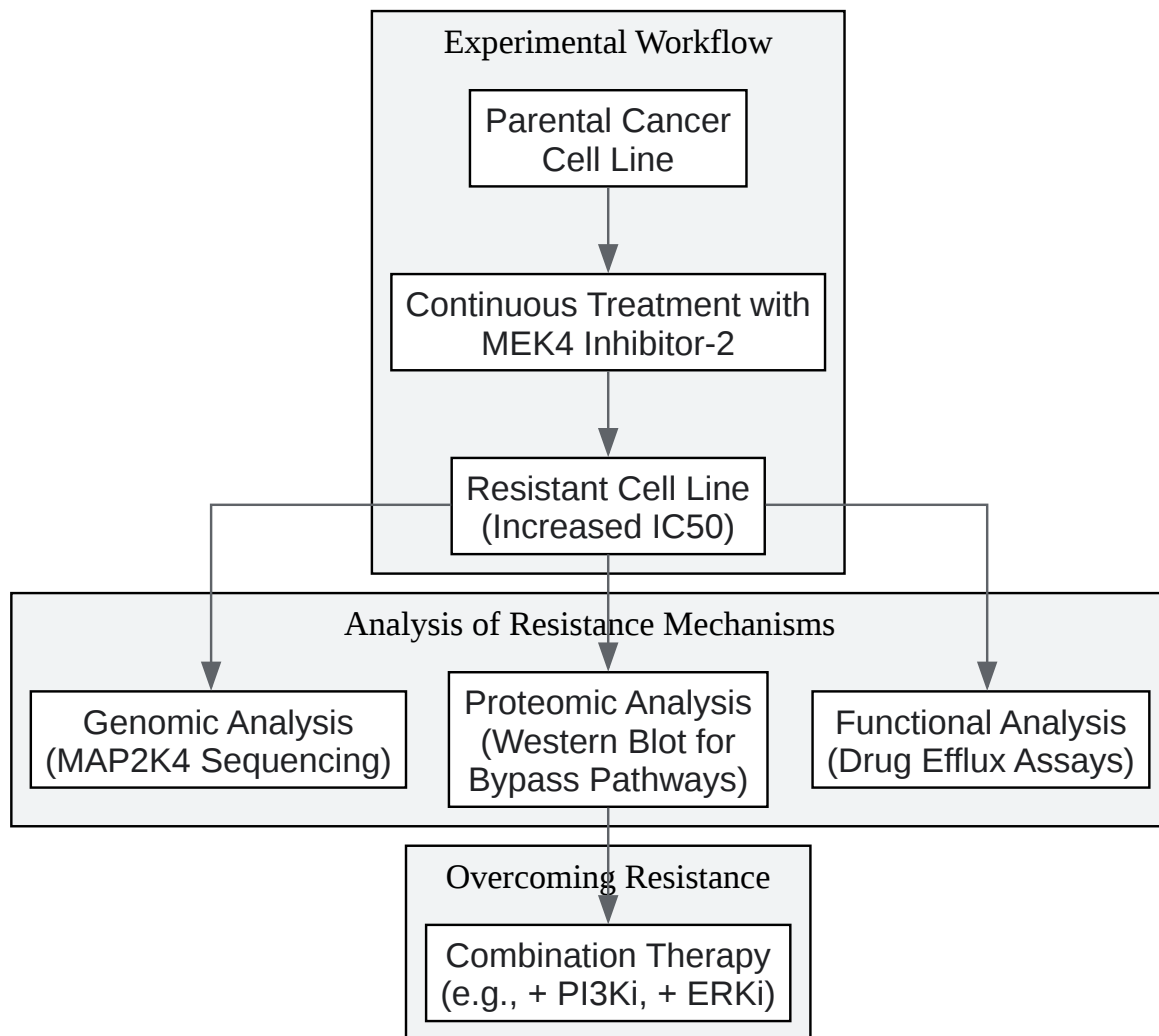 Experimental Workflow
Parental Cancer
Cell Line
Continuous Treatment with
MEK4 Inhibitor-2
Resistant Cell Line
(Increased IC50)
Analysis of Resistance Mechanisms
Genomic Analysis
(MAP2K4 Sequencing)
Proteomic Analysis
(Western Blot for
Bypass Pathways)
Functional Analysis
(Drug Efflux Assays)
Overcoming Resistance
Combination Therapy
(e.g., + PI3Ki, + ERKi)